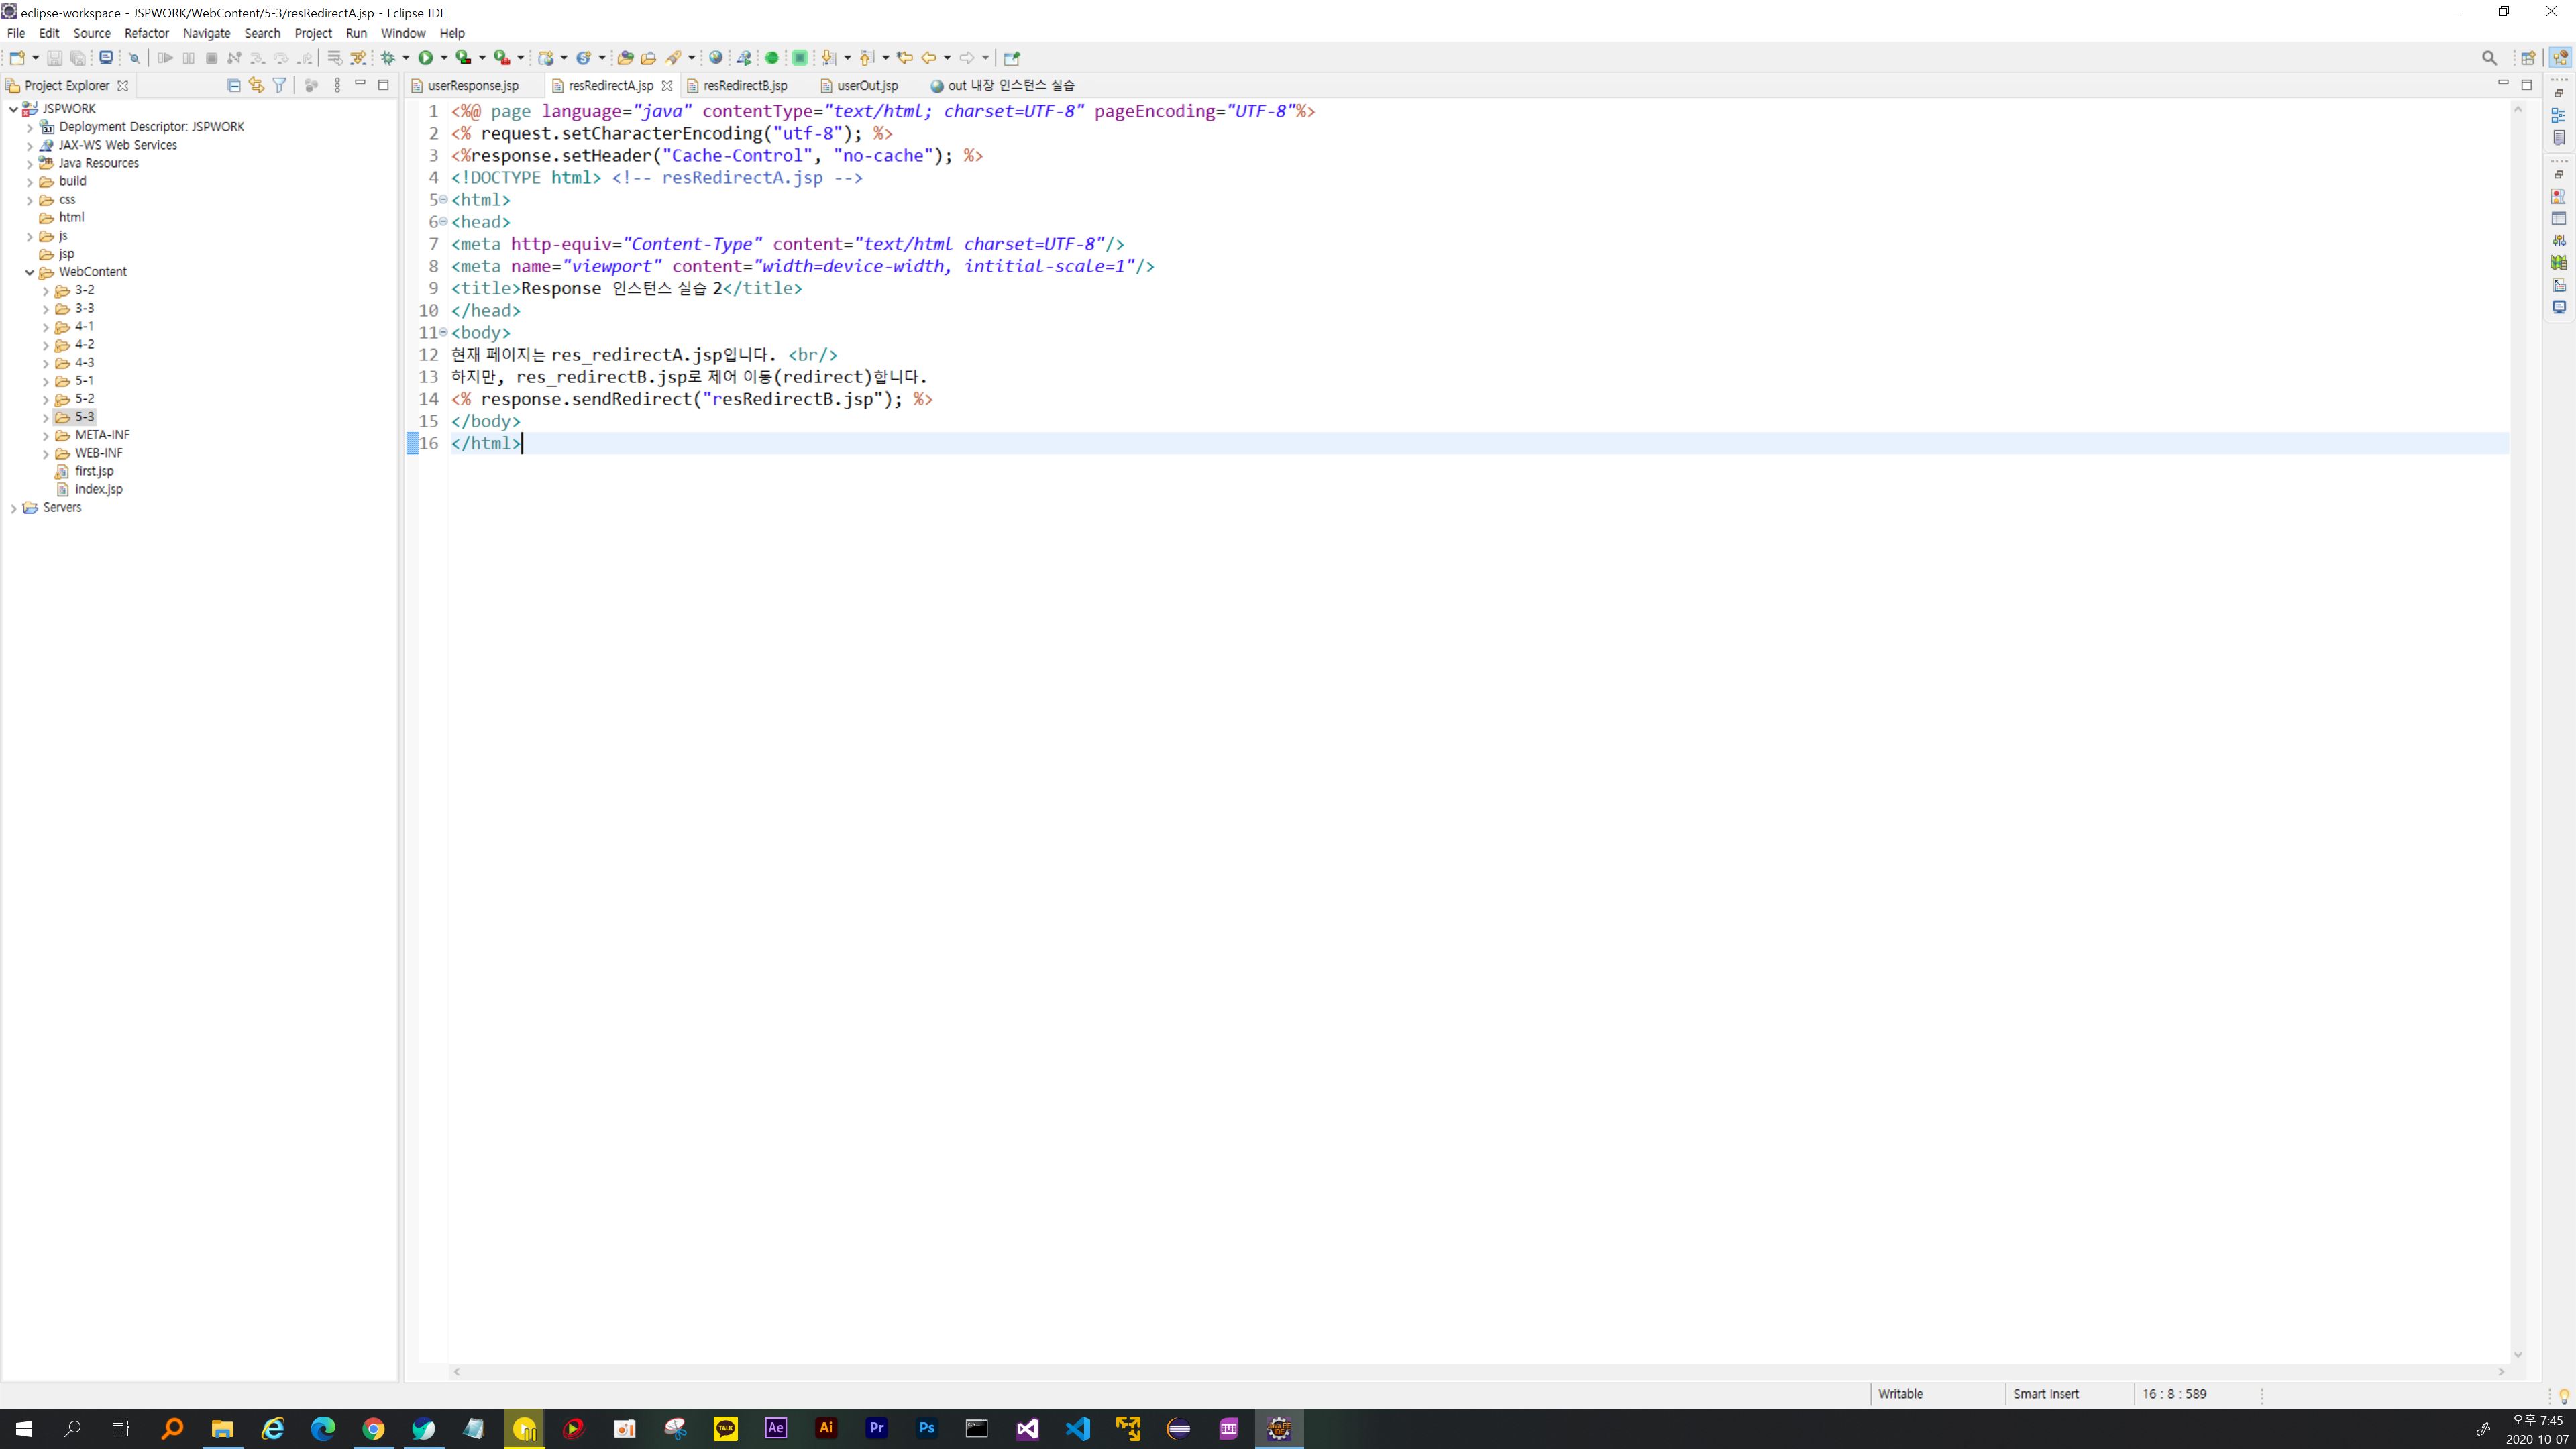 eclipse-workspace - JSPWORK/WebContent/5-3/resRedirectA.jsp - Eclipse IDE
File Edit Source Refactor Navigate Search Project Run Window Help
Project Explorer
JSPWORK
Deployment Descriptor: JSPWORK
JAX-WS Web Services
Java Resources
build
css
html
js
jsp
WebContent
3-2
3-3
4-1
4-2
4-3
5-1
5-2
5-3
META-INF
WEB-INF
first.jsp
index.jsp
Servers
userResponse.jsp resRedirectA.jsp resRedirectB.jsp userOut.jsp out 내장 인스턴스 실습
1 <%@ page language="java" contentType="text/html; charset=UTF-8" pageEncoding="UTF-8"%>
2 <% request.setCharacterEncoding("utf-8"); %>
3 <%response.setHeader("Cache-Control", "no-cache"); %>
4 <!DOCTYPE html> <!-- resRedirectA.jsp -->
5 <html>
6 <head>
7 <meta http-equiv="Content-Type" content="text/html charset=UTF-8"/>
8 <meta name="viewport" content="width=device-width, intitial-scale=1"/>
9 <title>Response 인스턴스 실습 2</title>
10 </head>
11 <body>
12 현재 페이지는 res_redirectA.jsp입니다. <br/>
13 하지만, res_redirectB.jsp로 제어 이동(redirect)합니다.
14 <% response.sendRedirect("resRedirectB.jsp"); %>
15 </body>
16 </html>
Writable Smart Insert 16 : 8 : 589
TALK Ae Ai Pr Ps
오후 7:45
2020-10-07